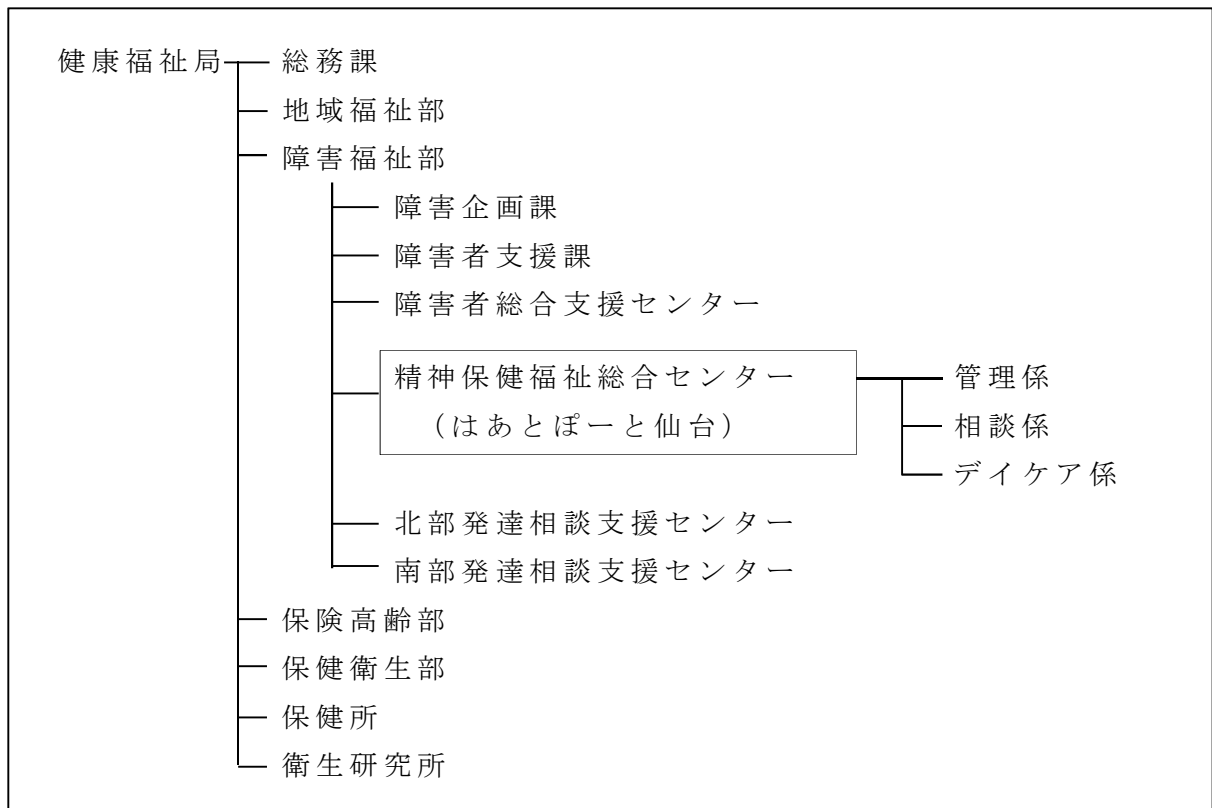 健康福祉局 総務課
地域福祉部
障害福祉部
障害企画課
障害者支援課
障害者総合支援センター
精神保健福祉総合センター 管理係
（はあとぽーと仙台） 相談係
デイケア係
北部発達相談支援センター
南部発達相談支援センター
保険高齢部
保健衛生部
保健所
衛生研究所